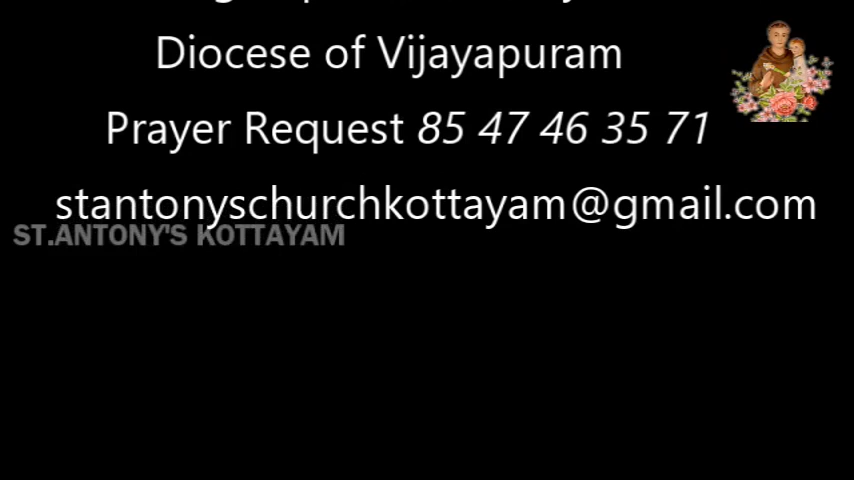 Diocese of Vijayapuram
Prayer Request 85 47 46 35 71
stantonyschurchkottayam@gmail.com
ST.ANTONY'S KOTTAYAM